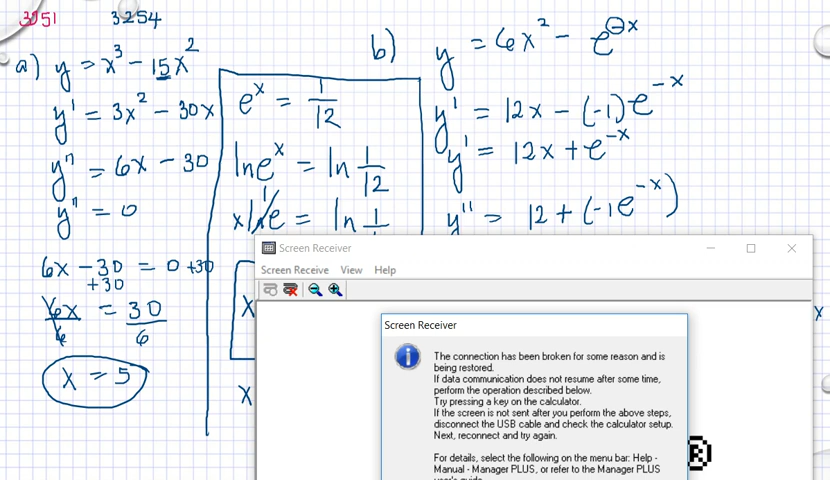 3251 3254
a) y = x³ - 15x²
y' = 3x² - 30x
y'' = 6x - 30
y'' = 0
6x - 30 = 0 +30
+30
6x = 30
6 6
x = 5
e^x = 1/12
ln e^x = ln 1/12
x ln e = ln 1
1
x
x
b) y = 6x² - e^-x
y' = 12x - (-1)e^-x
y' = 12x + e^-x
y'' = 12 + (-1e^-x)
x
Screen Receiver
Screen Receive View Help
Screen Receiver
The connection has been broken for some reason and is
being restored.
If data communication does not resume after some time,
perform the operation described below.
Try pressing a key on the calculator.
If the screen is not sent after you perform the above steps,
disconnect the USB cable and check the calculator setup.
Next, reconnect and try again.
For details, select the following on the menu bar: Help -
Manual - Manager PLUS, or refer to the Manager PLUS
user's guide.
®